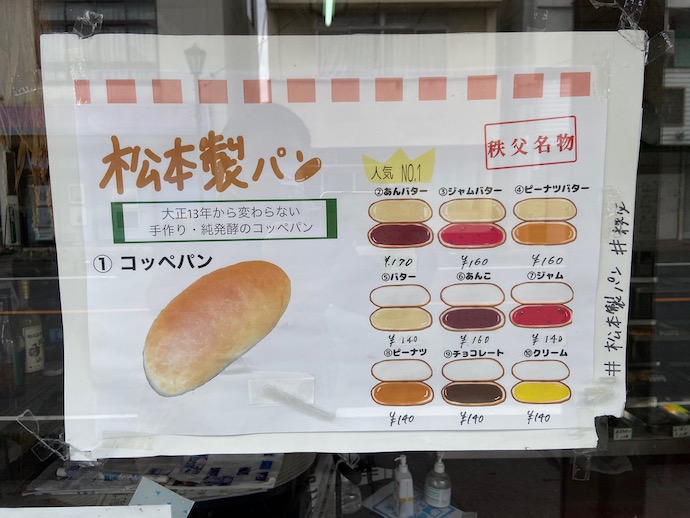 松本製パン
大正13年から変わらない
手作り・純発酵のコッペパン
① コッペパン
人気 NO.1
秩父名物
②あんバター ③ジャムバター ④ピーナツバター
¥170 ¥160 ¥160
⑤バター ⑥あんこ ⑦ジャム
¥140 ¥160 ¥140
⑧ピーナツ ⑨チョコレート ⑩クリーム
¥140 ¥140 ¥140
#松本製パン #秩父